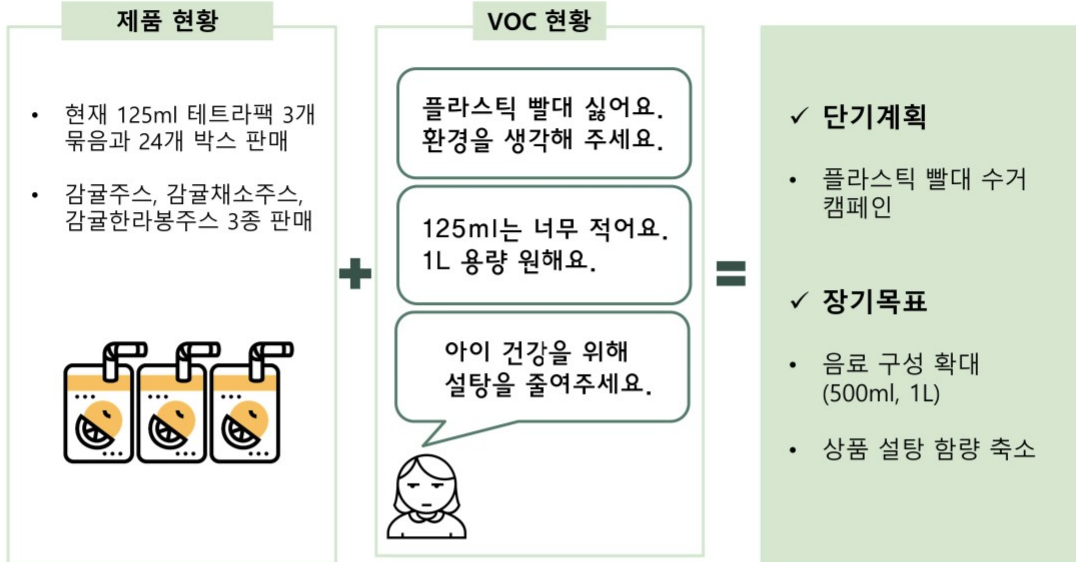 제품 현황
• 현재 125ml 테트라팩 3개
묶음과 24개 박스 판매
• 감귤주스, 감귤채소주스,
감귤한라봉주스 3종 판매
VOC 현황
플라스틱 빨대 싫어요.
환경을 생각해 주세요.
125ml는 너무 적어요.
1L 용량 원해요.
아이 건강을 위해
설탕을 줄여주세요.
✓ 단기계획
• 플라스틱 빨대 수거
캠페인
✓ 장기목표
• 음료 구성 확대
(500ml, 1L)
• 상품 설탕 함량 축소